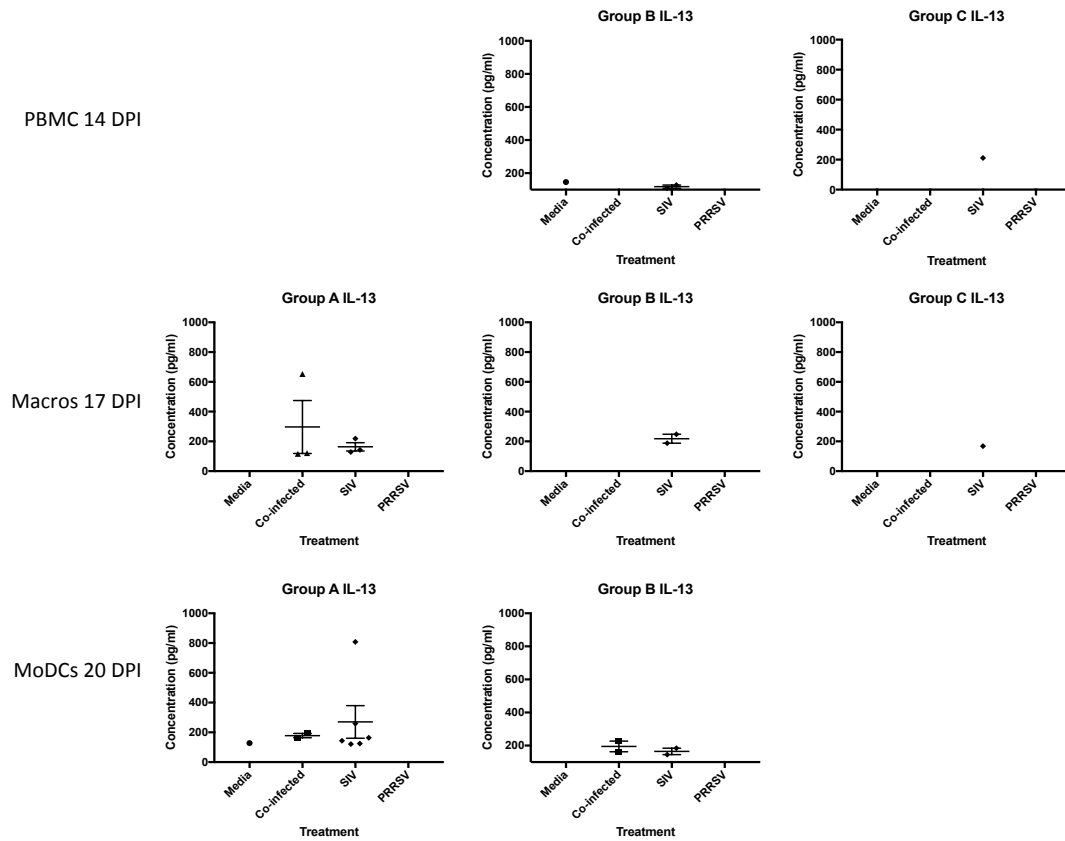 PBMC 14 DPI
Group B IL-13
Concentration (pg/ml)
1000
800
600
400
200
Media
Co-infected
SIV
PRRSV
Treatment
Group C IL-13
Concentration (pg/ml)
1000
800
600
400
200
0
Media
Co-infected
SIV
PRRSV
Treatment
Macros 17 DPI
Group A IL-13
Concentration (pg/ml)
1000
800
600
400
200
0
Media
Co-infected
SIV
PRRSV
Treatment
Group B IL-13
Concentration (pg/ml)
1000
800
600
400
200
0
Media
Co-infected
SIV
PRRSV
Treatment
Group C IL-13
Concentration (pg/ml)
1000
800
600
400
200
0
Media
Co-infected
SIV
PRRSV
Treatment
MoDCs 20 DPI
Group A IL-13
Concentration (pg/ml)
1000
800
600
400
200
0
Media
Co-infected
SIV
PRRSV
Treatment
Group B IL-13
Concentration (pg/ml)
1000
800
600
400
200
Media
Co-infected
SIV
PRRSV
Treatment